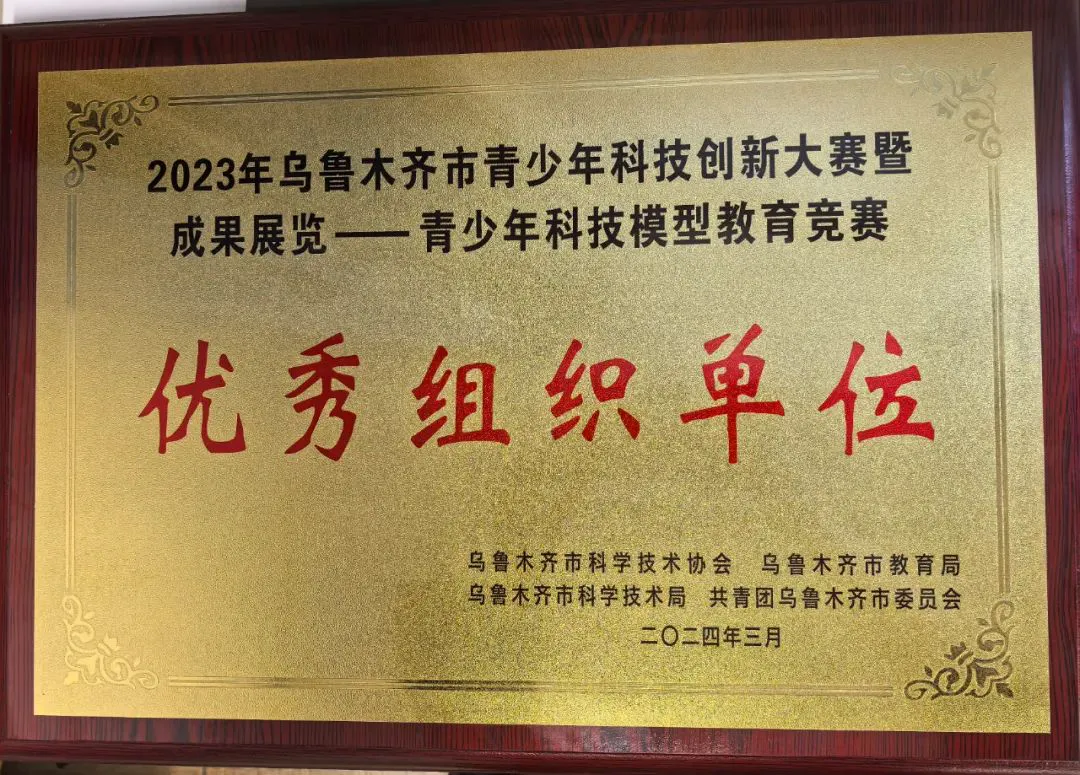 2023年乌鲁木齐市青少年科技创新大赛暨
成果展览——青少年科技模型教育竞赛
优秀组织单位
乌鲁木齐市科学技术协会 乌鲁木齐市教育局
乌鲁木齐市科学技术局 共青团乌鲁木齐市委员会
二〇二四年三月